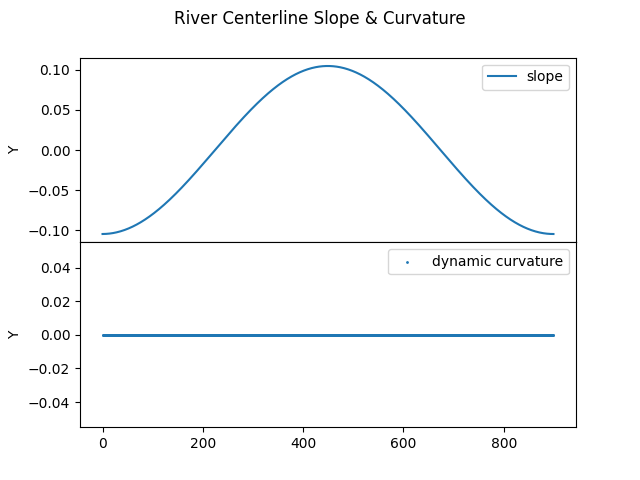 River Centerline Slope & Curvature
0.10
0.05
0.00
−0.05
−0.10
Y
slope
0.04
0.02
0.00
−0.02
−0.04
Y
dynamic curvature
0 200 400 600 800